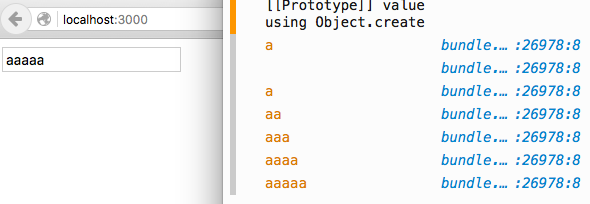 localhost:3000
aaaaa
[[Prototype]] value
using Object.create
a bundle.… :26978:8
bundle.… :26978:8
a bundle.… :26978:8
aa bundle.… :26978:8
aaa bundle.… :26978:8
aaaa bundle.… :26978:8
aaaaa bundle.… :26978:8